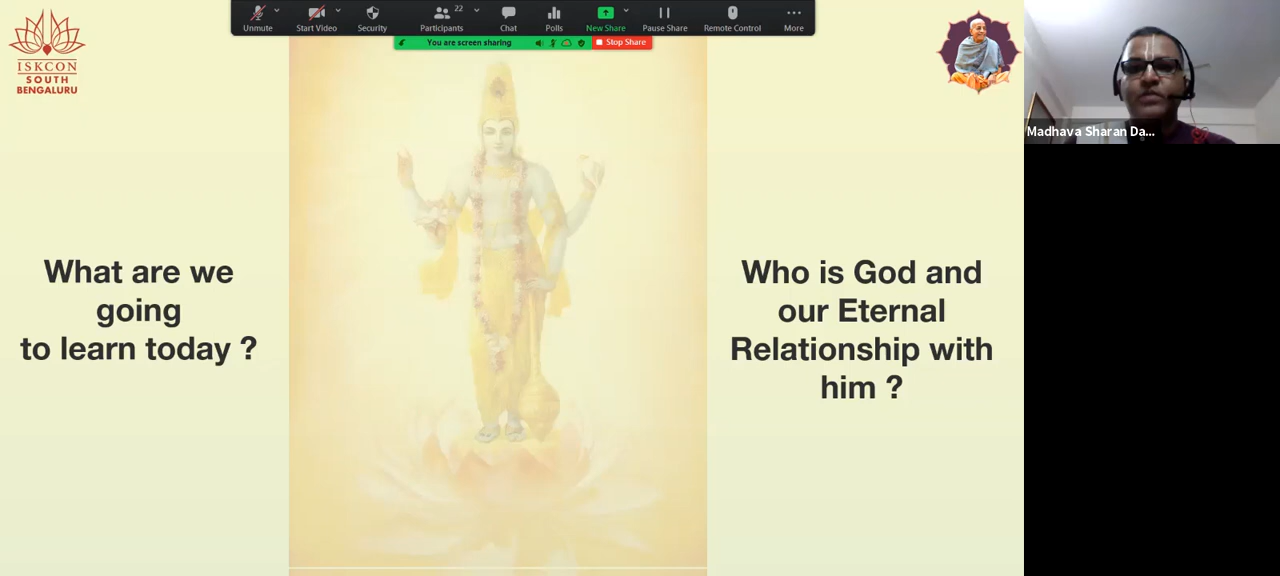 Unmute
Start Video
Security
22
Participants
Chat
Polls
New Share
Pause Share
Remote Control
More
You are screen sharing
Stop Share
ISKCON
SOUTH
BENGALURU
Madhava Sharan Da...
What are we
going
to learn today ?
Who is God and
our Eternal
Relationship with
him ?